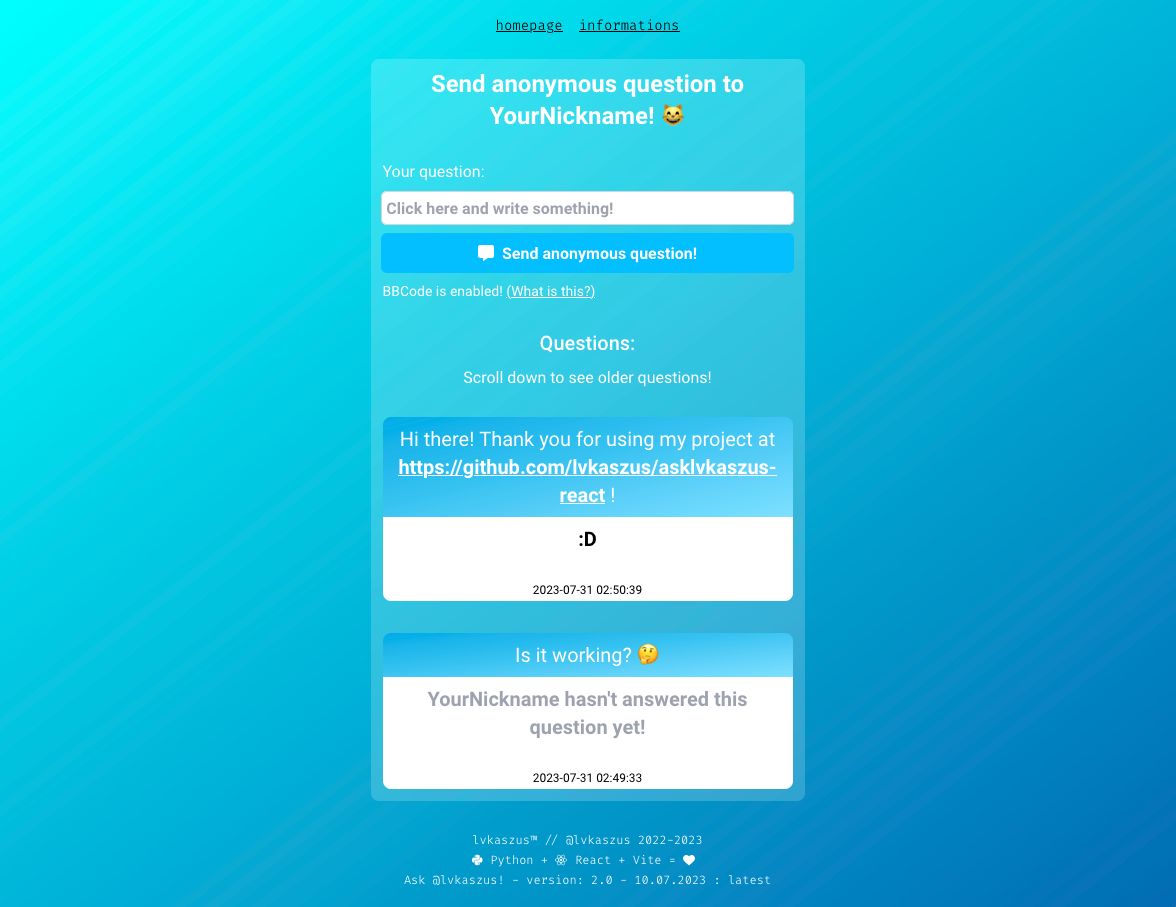 homepage informations
Send anonymous question to
YourNickname! 😸
Your question:
Click here and write something!
Send anonymous question!
BBCode is enabled! (What is this?)
Questions:
Scroll down to see older questions!
Hi there! Thank you for using my project at
https://github.com/lvkaszus/asklvkaszus-
react !
:D
2023-07-31 02:50:39
Is it working? 🤔
YourNickname hasn't answered this
question yet!
2023-07-31 02:49:33
lvkaszus™ // @lvkaszus 2022-2023
Python + React + Vite = ♥
Ask @lvkaszus! - version: 2.0 - 10.07.2023 : latest